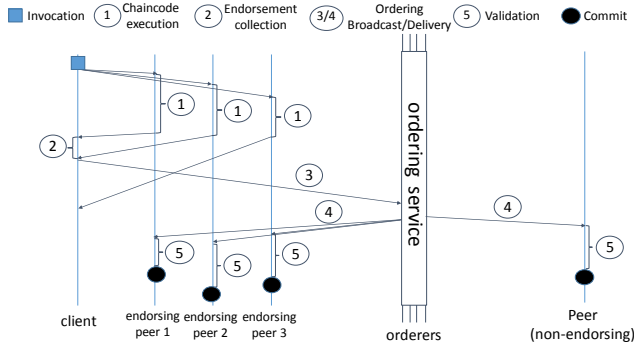 Invocation
1
Chaincode
execution
2
Endorsement
collection
3/4
Ordering
Broadcast/Delivery
5
Validation
Commit
1
1
1
2
3
4
4
5
5
5
5
ordering service
client
endorsing
peer 1
endorsing
peer 2
endorsing
peer 3
orderers
Peer
(non-endorsing)